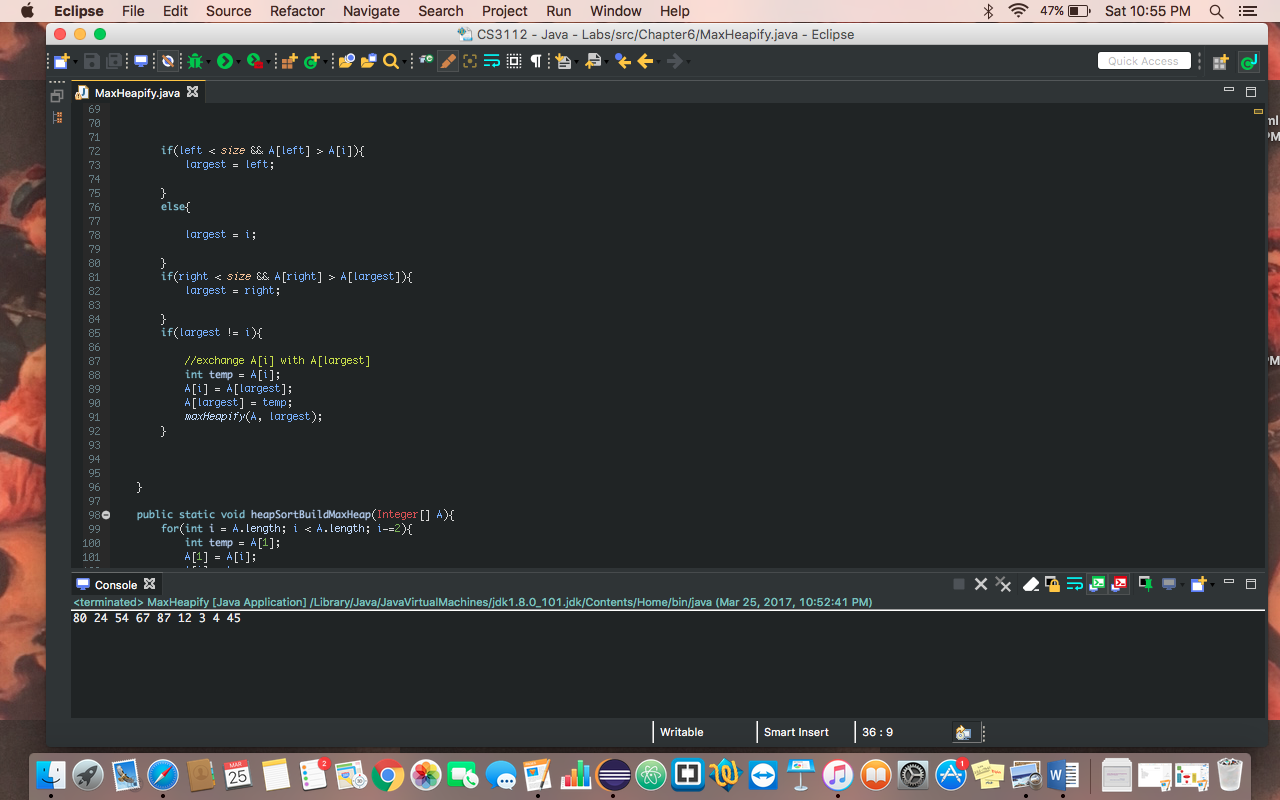 Eclipse File Edit Source Refactor Navigate Search Project Run Window Help 47% Sat 10:55 PM
CS3112 - Java - Labs/src/Chapter6/MaxHeapify.java - Eclipse
Quick Access
MaxHeapify.java
69
70
71
72 if(left < size && A[left] > A[i]){
73 largest = left;
74
75 }
76 else{
77
78 largest = i;
79
80 }
81 if(right < size && A[right] > A[largest]){
82 largest = right;
83
84 }
85 if(largest != i){
86
87 //exchange A[i] with A[largest]
88 int temp = A[i];
89 A[i] = A[largest];
90 A[largest] = temp;
91 maxHeapify(A, largest);
92 }
93
94
95
96 }
97
98 public static void heapSortBuildMaxHeap(Integer[] A){
99 for(int i = A.length; i < A.length; i-=2){
100 int temp = A[1];
101 A[1] = A[i];
Console
<terminated> MaxHeapify [Java Application] /Library/Java/JavaVirtualMachines/jdk1.8.0_101.jdk/Contents/Home/bin/java (Mar 25, 2017, 10:52:41 PM)
80 24 54 67 87 12 3 4 45
Writable Smart Insert 36 : 9
MAR
25
2
1
W